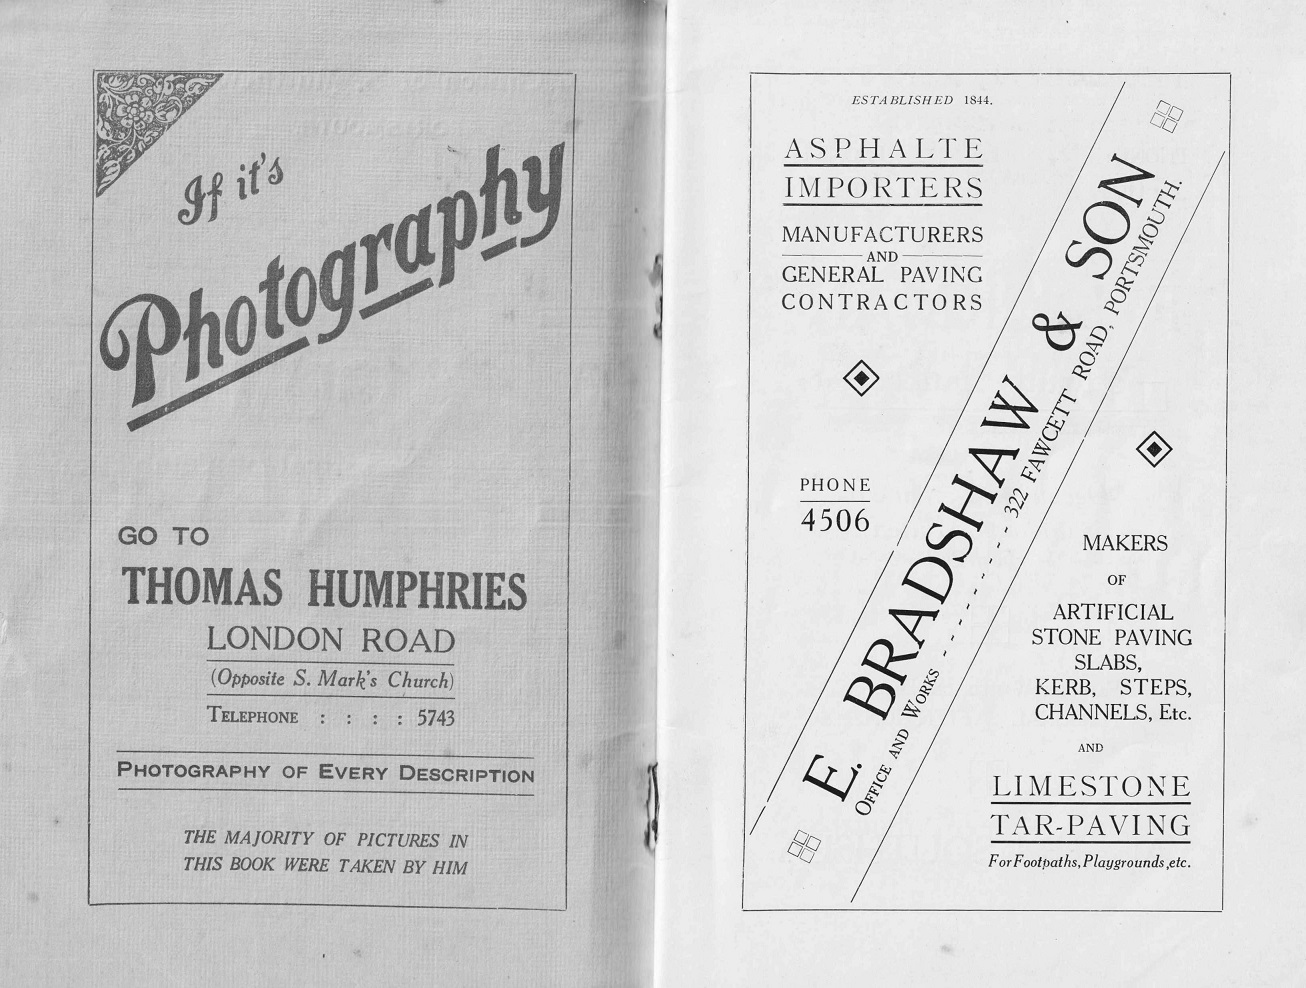 If it's
Photography
GO TO
THOMAS HUMPHRIES
LONDON ROAD
(Opposite S. Mark's Church)
TELEPHONE : : : : 5743
PHOTOGRAPHY OF EVERY DESCRIPTION
THE MAJORITY OF PICTURES IN
THIS BOOK WERE TAKEN BY HIM
ESTABLISHED 1844.
ASPHALTE
IMPORTERS
MANUFACTURERS
AND
GENERAL PAVING
CONTRACTORS
PHONE
4506
E. BRADSHAW & SON
OFFICE AND WORKS - - - - - - - - - 322 FAWCETT ROAD, PORTSMOUTH.
MAKERS
OF
ARTIFICIAL
STONE PAVING
SLABS,
KERB, STEPS,
CHANNELS, Etc.
AND
LIMESTONE
TAR-PAVING
For Footpaths, Playgrounds, etc.